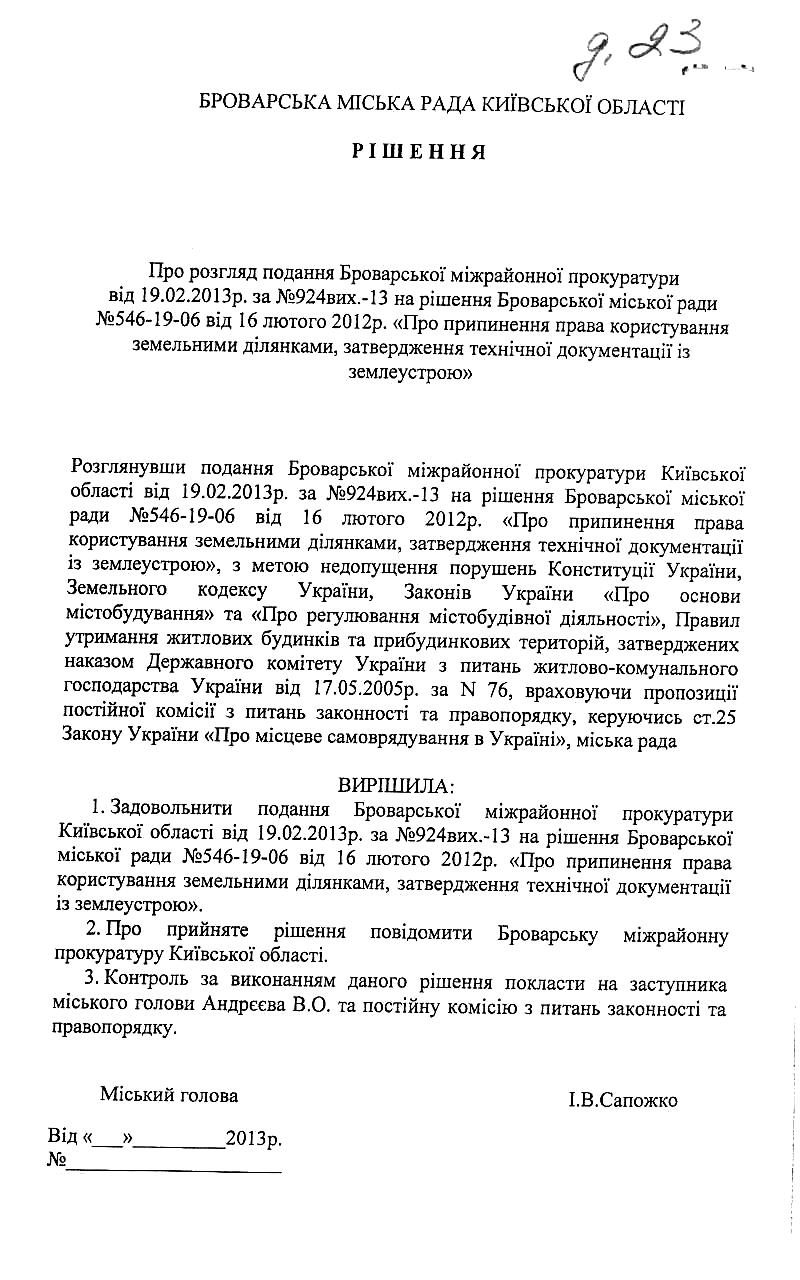 д. 23
БРОВАРСЬКА МІСЬКА РАДА КИЇВСЬКОЇ ОБЛАСТІ
Р І Ш Е Н Н Я
Про розгляд подання Броварської міжрайонної прокуратури
від 19.02.2013р. за №924вих.-13 на рішення Броварської міської ради
№546-19-06 від 16 лютого 2012р. «Про припинення права користування
земельними ділянками, затвердження технічної документації із
землеустрою»
Розглянувши подання Броварської міжрайонної прокуратури Київської
області від 19.02.2013р. за №924вих.-13 на рішення Броварської міської
ради №546-19-06 від 16 лютого 2012р. «Про припинення права
користування земельними ділянками, затвердження технічної документації
із землеустрою», з метою недопущення порушень Конституції України,
Земельного кодексу України, Законів України «Про основи
містобудування» та «Про регулювання містобудівної діяльності», Правил
утримання житлових будинків та прибудинкових територій, затверджених
наказом Державного комітету України з питань житлово-комунального
господарства України від 17.05.2005р. за N 76, враховуючи пропозиції
постійної комісії з питань законності та правопорядку, керуючись ст.25
Закону України «Про місцеве самоврядування в Україні», міська рада
ВИРІШИЛА:
1. Задовольнити подання Броварської міжрайонної прокуратури
Київської області від 19.02.2013р. за №924вих.-13 на рішення Броварської
міської ради №546-19-06 від 16 лютого 2012р. «Про припинення права
користування земельними ділянками, затвердження технічної документації
із землеустрою».
2. Про прийняте рішення повідомити Броварську міжрайонну
прокуратуру Київської області.
3. Контроль за виконанням даного рішення покласти на заступника
міського голови Андрєєва В.О. та постійну комісію з питань законності та
правопорядку.
Міський голова І.В.Сапожко
Від «___»_________2013р.
№_____________________